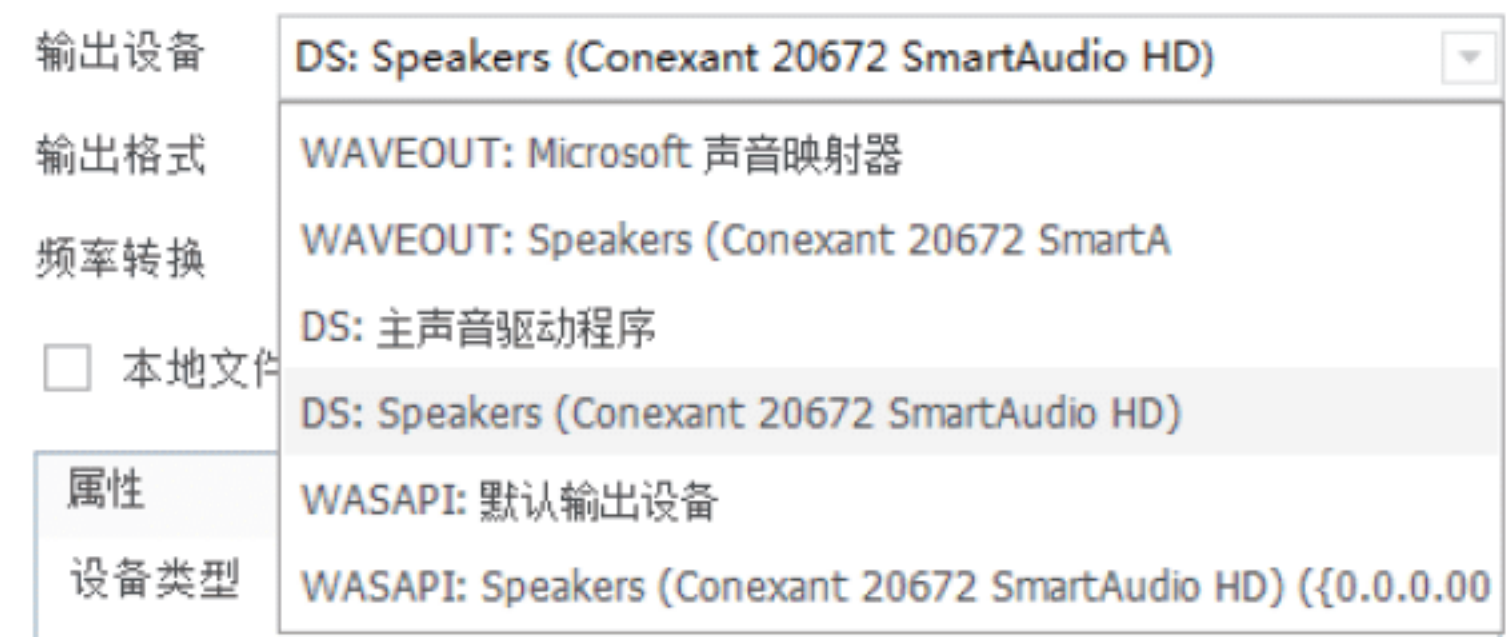 输出设备 DS: Speakers (Conexant 20672 SmartAudio HD)
输出格式 WAVEOUT: Microsoft 声音映射器
频率转换 WAVEOUT: Speakers (Conexant 20672 SmartA
DS: 主声音驱动程序
本地文件 DS: Speakers (Conexant 20672 SmartAudio HD)
属性 WASAPI: 默认输出设备
设备类型 WASAPI: Speakers (Conexant 20672 SmartAudio HD) ({0.0.0.00